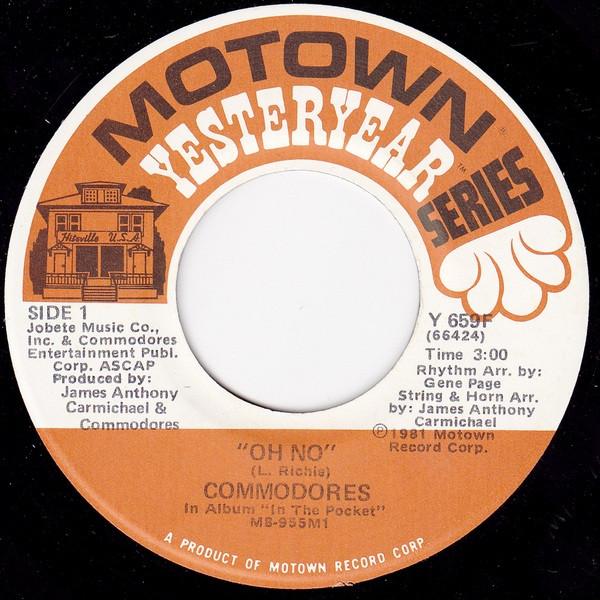 MOTOWN
YESTERYEAR
SERIES
Hitsville U.S.A.
SIDE 1
Jobete Music Co.,
Inc. & Commodores
Entertainment Publ.
Corp. ASCAP
Produced by:
James Anthony
Carmichael &
Commodores
Y 659F
(66424)
Time 3:00
Rhythm Arr. by:
Gene Page
String & Horn Arr.
by: James Anthony
Carmichael
℗ 1981 Motown
Record Corp.
"OH NO"
(L. Richie)
COMMODORES
In Album "In The Pocket"
M8-955M1
A PRODUCT OF MOTOWN RECORD CORP